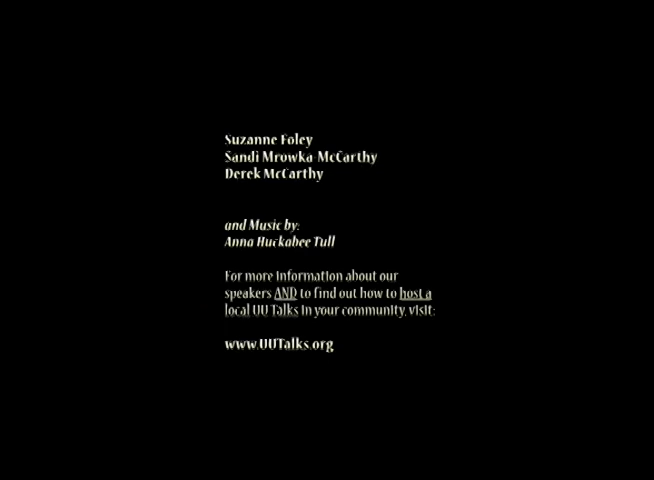 Suzanne Foley
Sandi Mrowka McCarthy
Derek McCarthy
and Music by:
Anna Huckabee Tull
For more information about our
speakers AND to find out how to host a
local UU Talks in your community, visit:
www.UUTalks.org